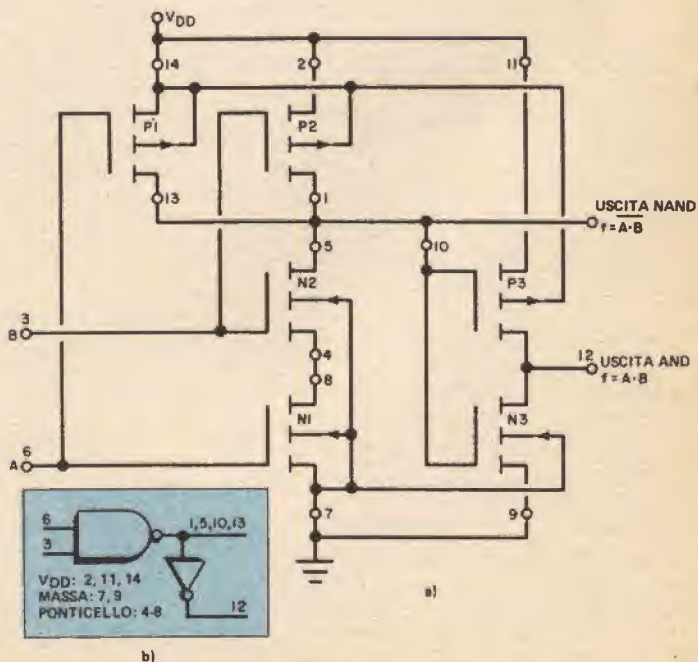 VDD
14
2
11
P1
P2
13
1
USCITA NAND
f = A·B
5
10
N2
P3
3
B
4
12
USCITA AND
f = A·B
8
N1
N3
6
A
7
9
6
3
1,5,10,13
VDD: 2, 11, 14
MASSA: 7, 9
PONTICELLO: 4-8
12
a)
b)